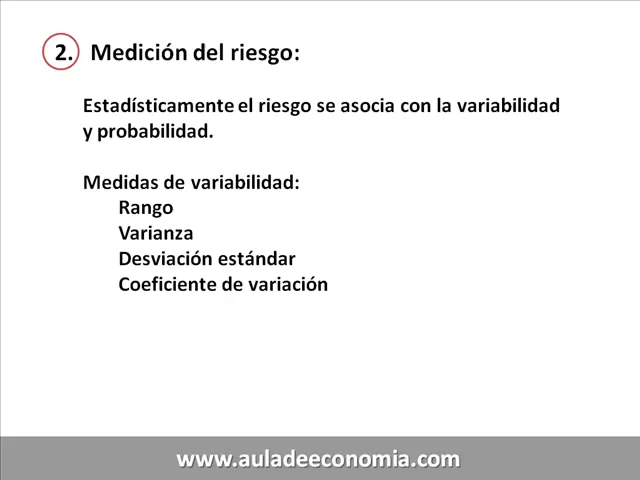 2. Medición del riesgo:
Estadísticamente el riesgo se asocia con la variabilidad
y probabilidad.
Medidas de variabilidad:
Rango
Varianza
Desviación estándar
Coeficiente de variación
www.auladeeconomia.com